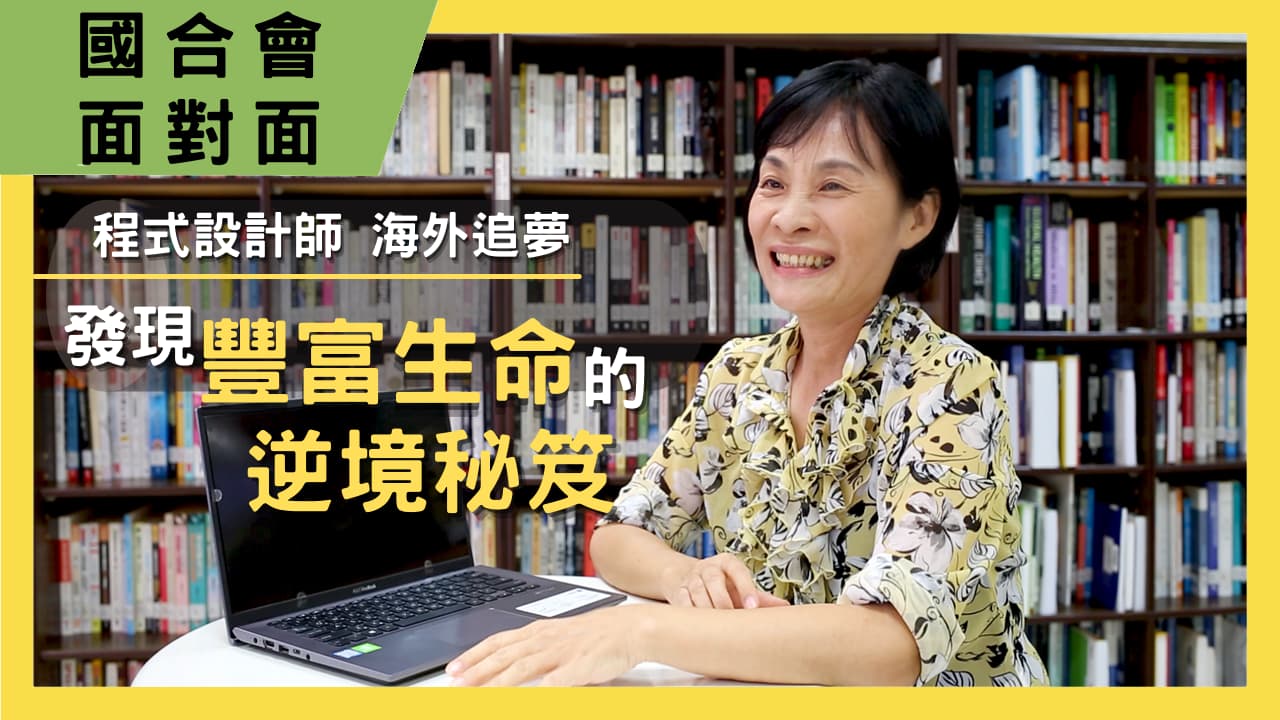 國合會
面對面
程式設計師 海外追夢
發現豐富生命的
逆境秘笈